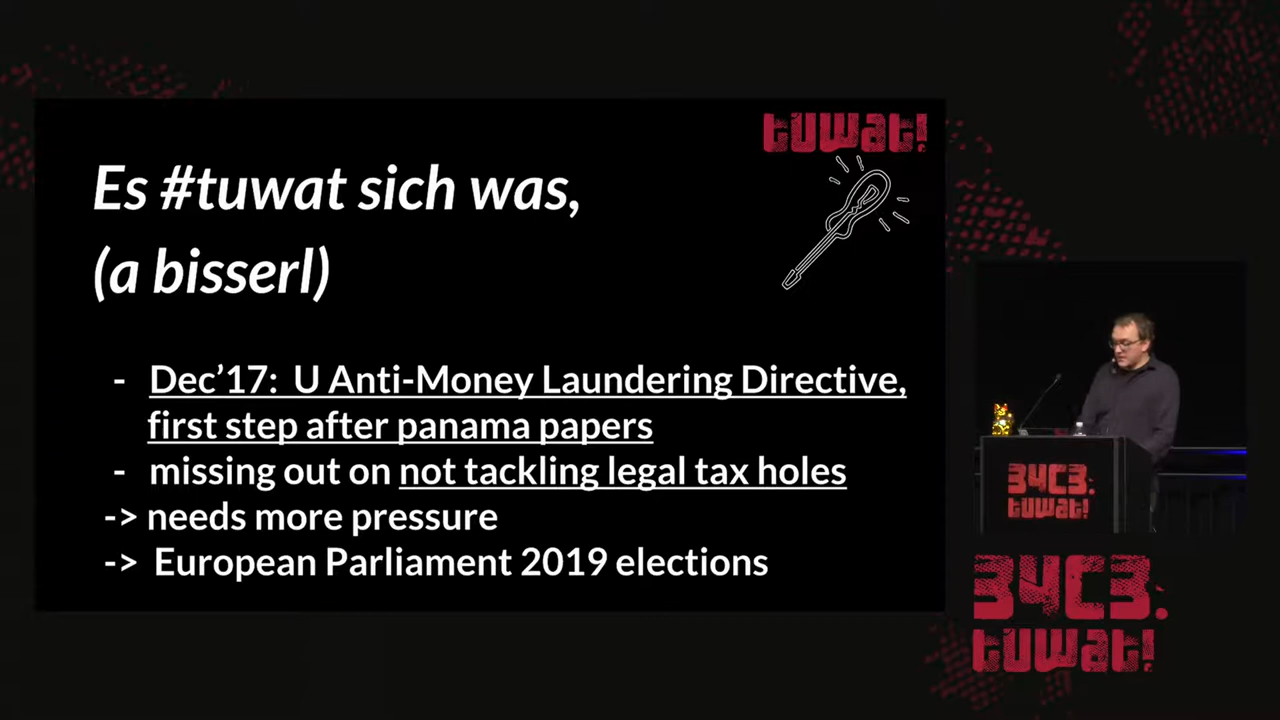 tuwat!
Es #tuwat sich was,
(a bisserl)
- Dec’17: U Anti-Money Laundering Directive,
first step after panama papers
- missing out on not tackling legal tax holes
-> needs more pressure
-> European Parliament 2019 elections
34C3.
tuwat!
34C3.
tuwat!